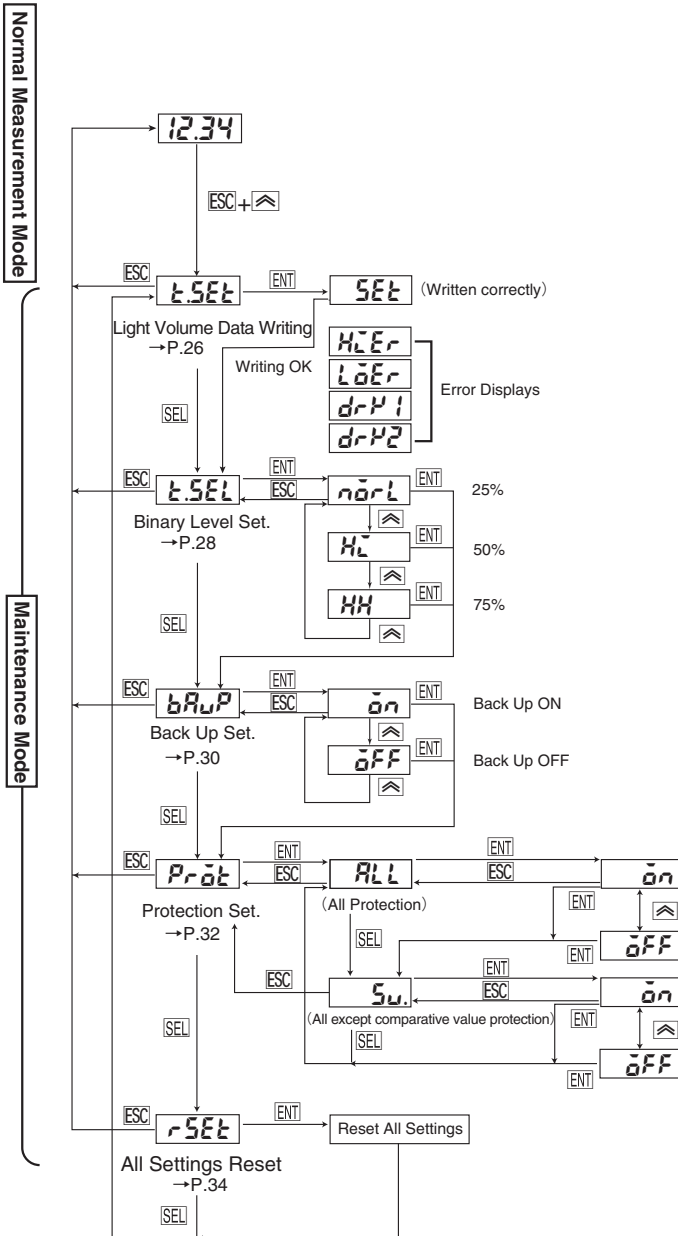 Normal Measurement Mode
12.34
ESC +
ESC
t.SEt
ENT
SEt
(Written correctly)
Light Volume Data Writing
→P.26
Writing OK
HiEr
LoEr
drY1
drY2
Error Displays
SEL
ESC
t.SEL
ENT
ESC
norL
ENT
25%
Binary Level Set.
→P.28
Hi
ENT
50%
HH
ENT
75%
SEL
Maintenance Mode
ESC
bAuP
ENT
ESC
on
ENT
Back Up ON
Back Up Set.
→P.30
oFF
ENT
Back Up OFF
SEL
ESC
Prot
ENT
ESC
ALL
ENT
ESC
on
Protection Set.
→P.32
(All Protection)
SEL
ENT
ENT
oFF
ESC
Su.
ENT
ESC
on
(All except comparative value protection)
ENT
SEL
SEL
ENT
oFF
ESC
rSEt
ENT
Reset All Settings
All Settings Reset
→P.34
SEL